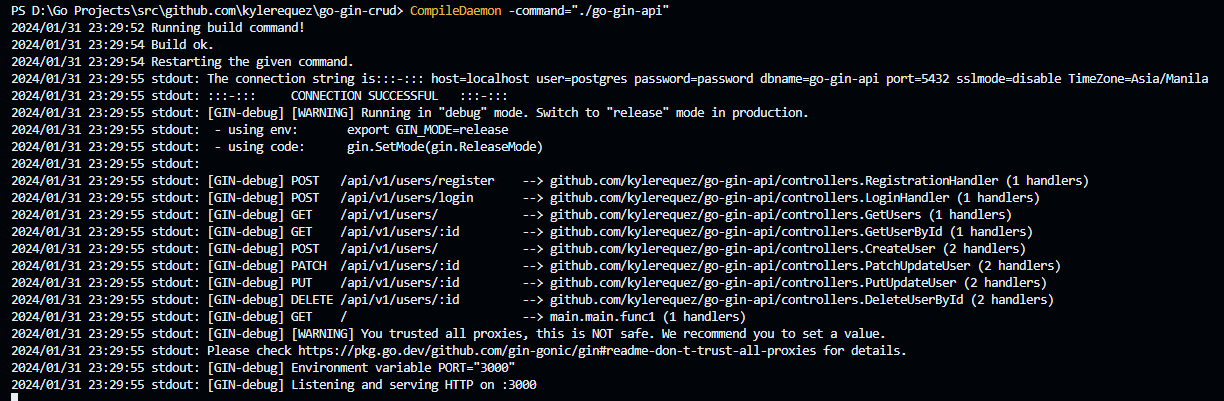 PS D:\Go Projects\src\github.com\kylerequez\go-gin-crud> CompileDaemon -command="./go-gin-api"
2024/01/31 23:29:52 Running build command!
2024/01/31 23:29:54 Build ok.
2024/01/31 23:29:54 Restarting the given command.
2024/01/31 23:29:55 stdout: The connection string is:::-::: host=localhost user=postgres password=password dbname=go-gin-api port=5432 sslmode=disable TimeZone=Asia/Manila
2024/01/31 23:29:55 stdout: :::-:::     CONNECTION SUCCESSFUL   :::-:::
2024/01/31 23:29:55 stdout: [GIN-debug] [WARNING] Running in "debug" mode. Switch to "release" mode in production.
2024/01/31 23:29:55 stdout:  - using env:       export GIN_MODE=release
2024/01/31 23:29:55 stdout:  - using code:      gin.SetMode(gin.ReleaseMode)
2024/01/31 23:29:55 stdout:
2024/01/31 23:29:55 stdout: [GIN-debug] POST   /api/v1/users/register    --> github.com/kylerequez/go-gin-api/controllers.RegistrationHandler (1 handlers)
2024/01/31 23:29:55 stdout: [GIN-debug] POST   /api/v1/users/login       --> github.com/kylerequez/go-gin-api/controllers.LoginHandler (1 handlers)
2024/01/31 23:29:55 stdout: [GIN-debug] GET    /api/v1/users/            --> github.com/kylerequez/go-gin-api/controllers.GetUsers (1 handlers)
2024/01/31 23:29:55 stdout: [GIN-debug] GET    /api/v1/users/:id         --> github.com/kylerequez/go-gin-api/controllers.GetUserById (1 handlers)
2024/01/31 23:29:55 stdout: [GIN-debug] POST   /api/v1/users/            --> github.com/kylerequez/go-gin-api/controllers.CreateUser (2 handlers)
2024/01/31 23:29:55 stdout: [GIN-debug] PATCH  /api/v1/users/:id         --> github.com/kylerequez/go-gin-api/controllers.PatchUpdateUser (2 handlers)
2024/01/31 23:29:55 stdout: [GIN-debug] PUT    /api/v1/users/:id         --> github.com/kylerequez/go-gin-api/controllers.PutUpdateUser (2 handlers)
2024/01/31 23:29:55 stdout: [GIN-debug] DELETE /api/v1/users/:id         --> github.com/kylerequez/go-gin-api/controllers.DeleteUserById (2 handlers)
2024/01/31 23:29:55 stdout: [GIN-debug] GET    /                         --> main.main.func1 (1 handlers)
2024/01/31 23:29:55 stdout: [GIN-debug] [WARNING] You trusted all proxies, this is NOT safe. We recommend you to set a value.
2024/01/31 23:29:55 stdout: Please check https://pkg.go.dev/github.com/gin-gonic/gin#readme-don-t-trust-all-proxies for details.
2024/01/31 23:29:55 stdout: [GIN-debug] Environment variable PORT="3000"
2024/01/31 23:29:55 stdout: [GIN-debug] Listening and serving HTTP on :3000